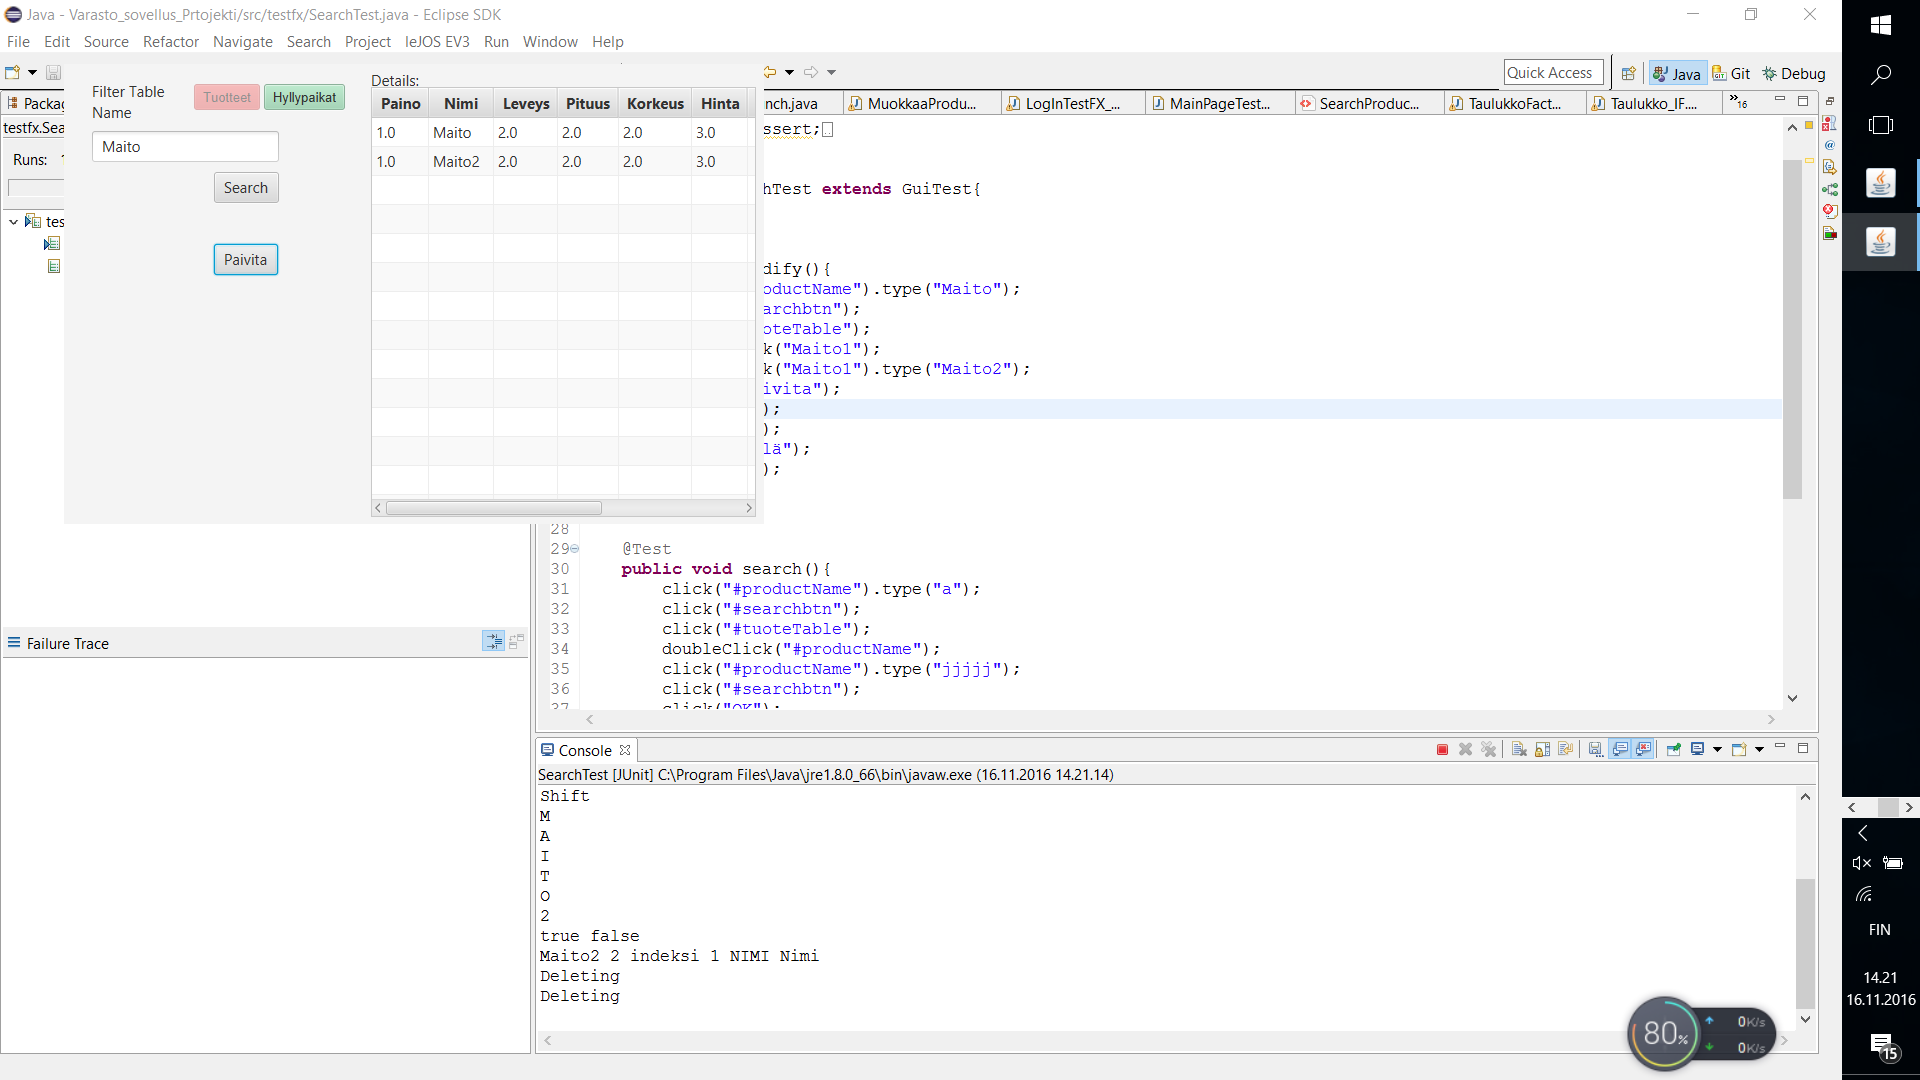 Java - Varasto_sovellus_Prtojekti/src/testfx/SearchTest.java - Eclipse SDK
File Edit Source Refactor Navigate Search Project leJOS EV3 Run Window Help
Quick Access
Java
Git
Debug
Filter Table
Name
Tuotteet
Hyllypaikat
Maito
Search
Paivita
Details:
Paino Nimi Leveys Pituus Korkeus Hinta
1.0 Maito 2.0 2.0 2.0 3.0
1.0 Maito2 2.0 2.0 2.0 3.0
Packag
testfx.Sea
Runs:
tes
Failure Trace
nch.java
MuokkaaProdu...
LogInTestFX_...
MainPageTest...
SearchProduc...
TaulukkoFact...
Taulukko_IF....
»16
ssert;
hTest extends GuiTest{
dify(){
oductName").type("Maito");
archbtn");
oteTable");
k("Maito1");
k("Maito1").type("Maito2");
ivita");
);
);
lä");
);
28
29 @Test
30 public void search(){
31 click("#productName").type("a");
32 click("#searchbtn");
33 click("#tuoteTable");
34 doubleClick("#productName");
35 click("#productName").type("jjjjj");
36 click("#searchbtn");
37 click("OK");
Console
SearchTest [JUnit] C:\Program Files\Java\jre1.8.0_66\bin\javaw.exe (16.11.2016 14.21.14)
Shift
M
A
I
T
O
2
true false
Maito2 2 indeksi 1 NIMI Nimi
Deleting
Deleting
80%
0K/s
0K/s
FIN
14.21
16.11.2016
15